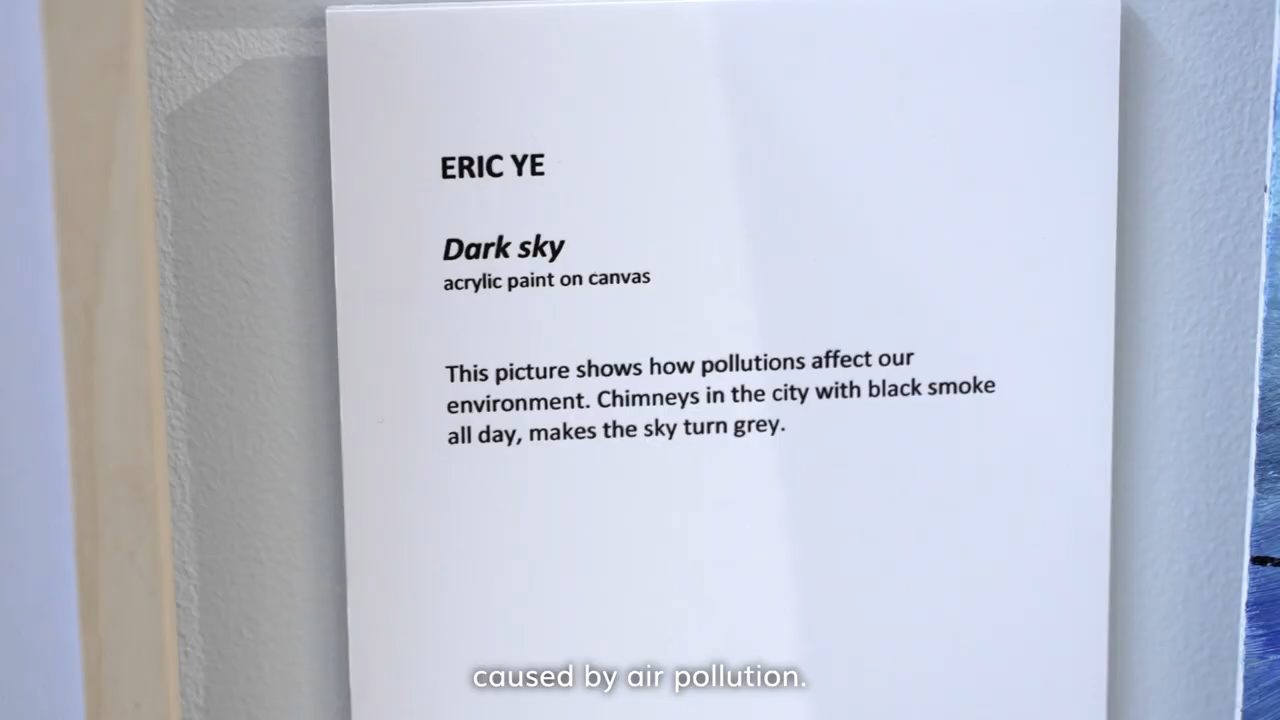 ERIC YE
Dark sky
acrylic paint on canvas
This picture shows how pollutions affect our
environment. Chimneys in the city with black smoke
all day, makes the sky turn grey.
caused by air pollution.